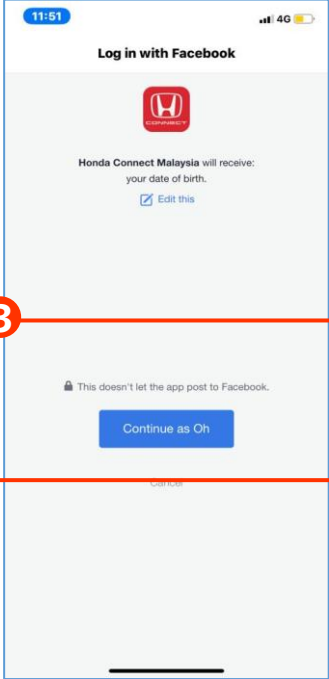 11:51
4G
Log in with Facebook
CONNECT
Honda Connect Malaysia will receive:
your date of birth.
Edit this
3
This doesn't let the app post to Facebook.
Continue as Oh
Cancel